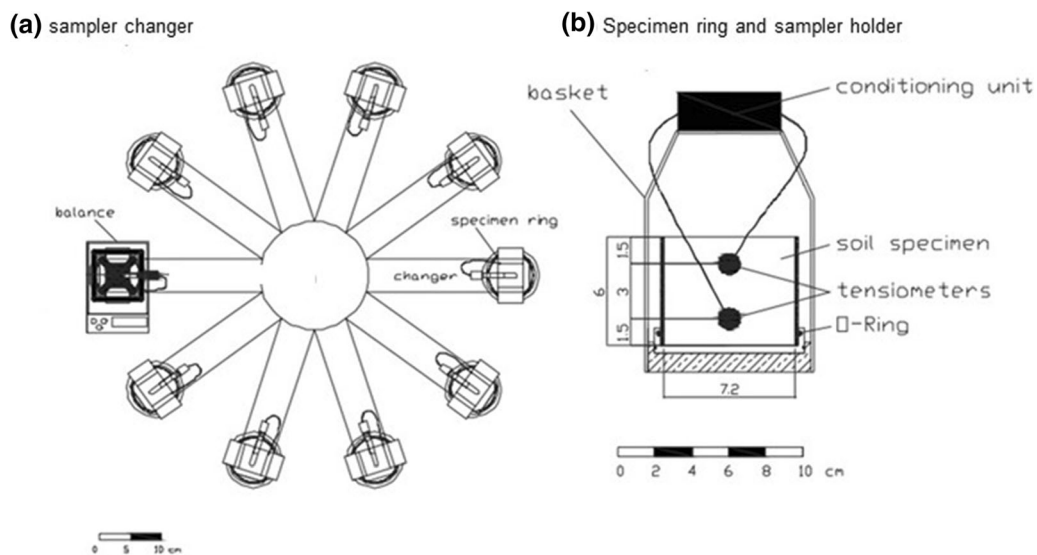 (a) sampler changer
balance
specimen ring
changer
0 5 10 cm
(b) Specimen ring and sampler holder
basket
conditioning unit
soil specimen
tensiometers
□-Ring
1.5
6
3
1.5
7.2
0 2 4 6 8 10 cm